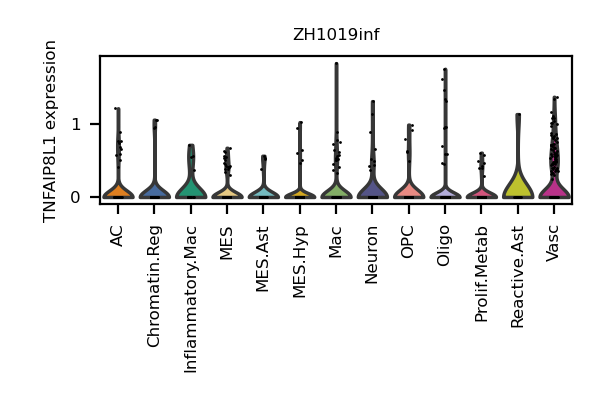 ZH1019inf
TNFAIP8L1 expression
1
0
AC
Chromatin.Reg
Inflammatory.Mac
MES
MES.Ast
MES.Hyp
Mac
Neuron
OPC
Oligo
Prolif.Metab
Reactive.Ast
Vasc